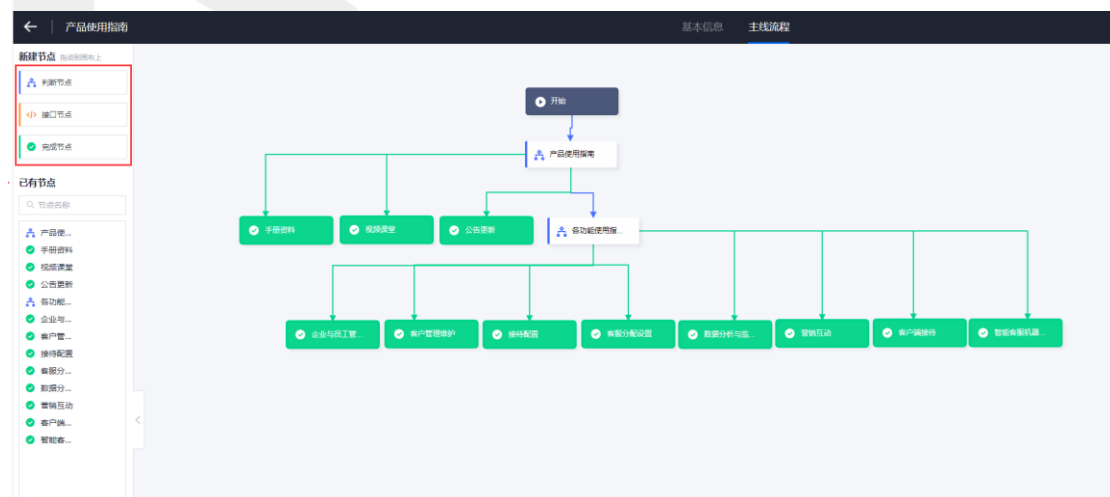 产品使用指南
基本信息 主线流程
新建节点 拖动到画布上
判断节点
</> 接口节点
完成节点
已有节点
节点名称
产品使...
手册资料
视频课堂
公告更新
各功能...
企业与...
客户管...
接待配置
客服分...
数据分...
营销互动
客户端...
智能客...
开始
产品使用指南
手册资料
视频课堂
公告更新
各功能使用指...
企业与员工管...
客户管理维护
接待配置
客服分配设置
数据分析与监...
营销互动
客户端接待
智能客服机器...